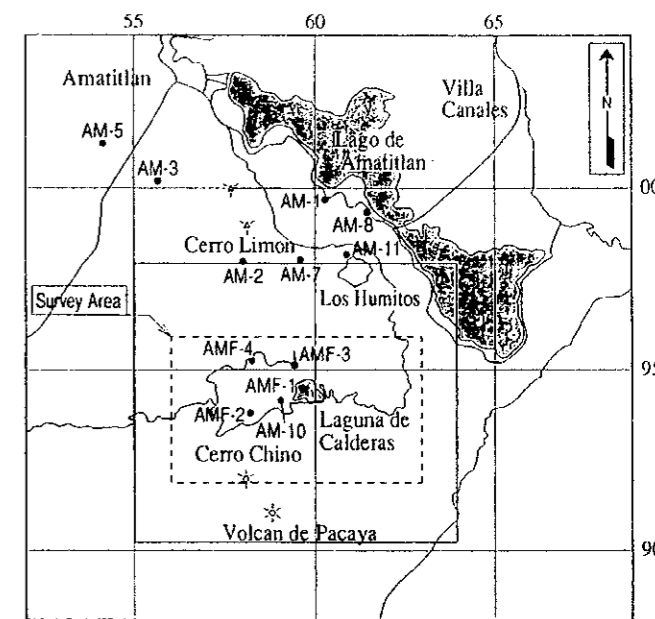 55 60 65
Amatitlan
Villa
Canales
N
AM-5
Lago de
Amatitlan
AM-3
00
AM-1
AM-8
Cerro Limon
AM-11
AM-2
AM-7
Los Humitos
Survey Area
AMF-4
AMF-3
95
AMF-1
AMF-2
Laguna de
Calderas
AM-10
Cerro Chino
Volcan de Pacaya
90